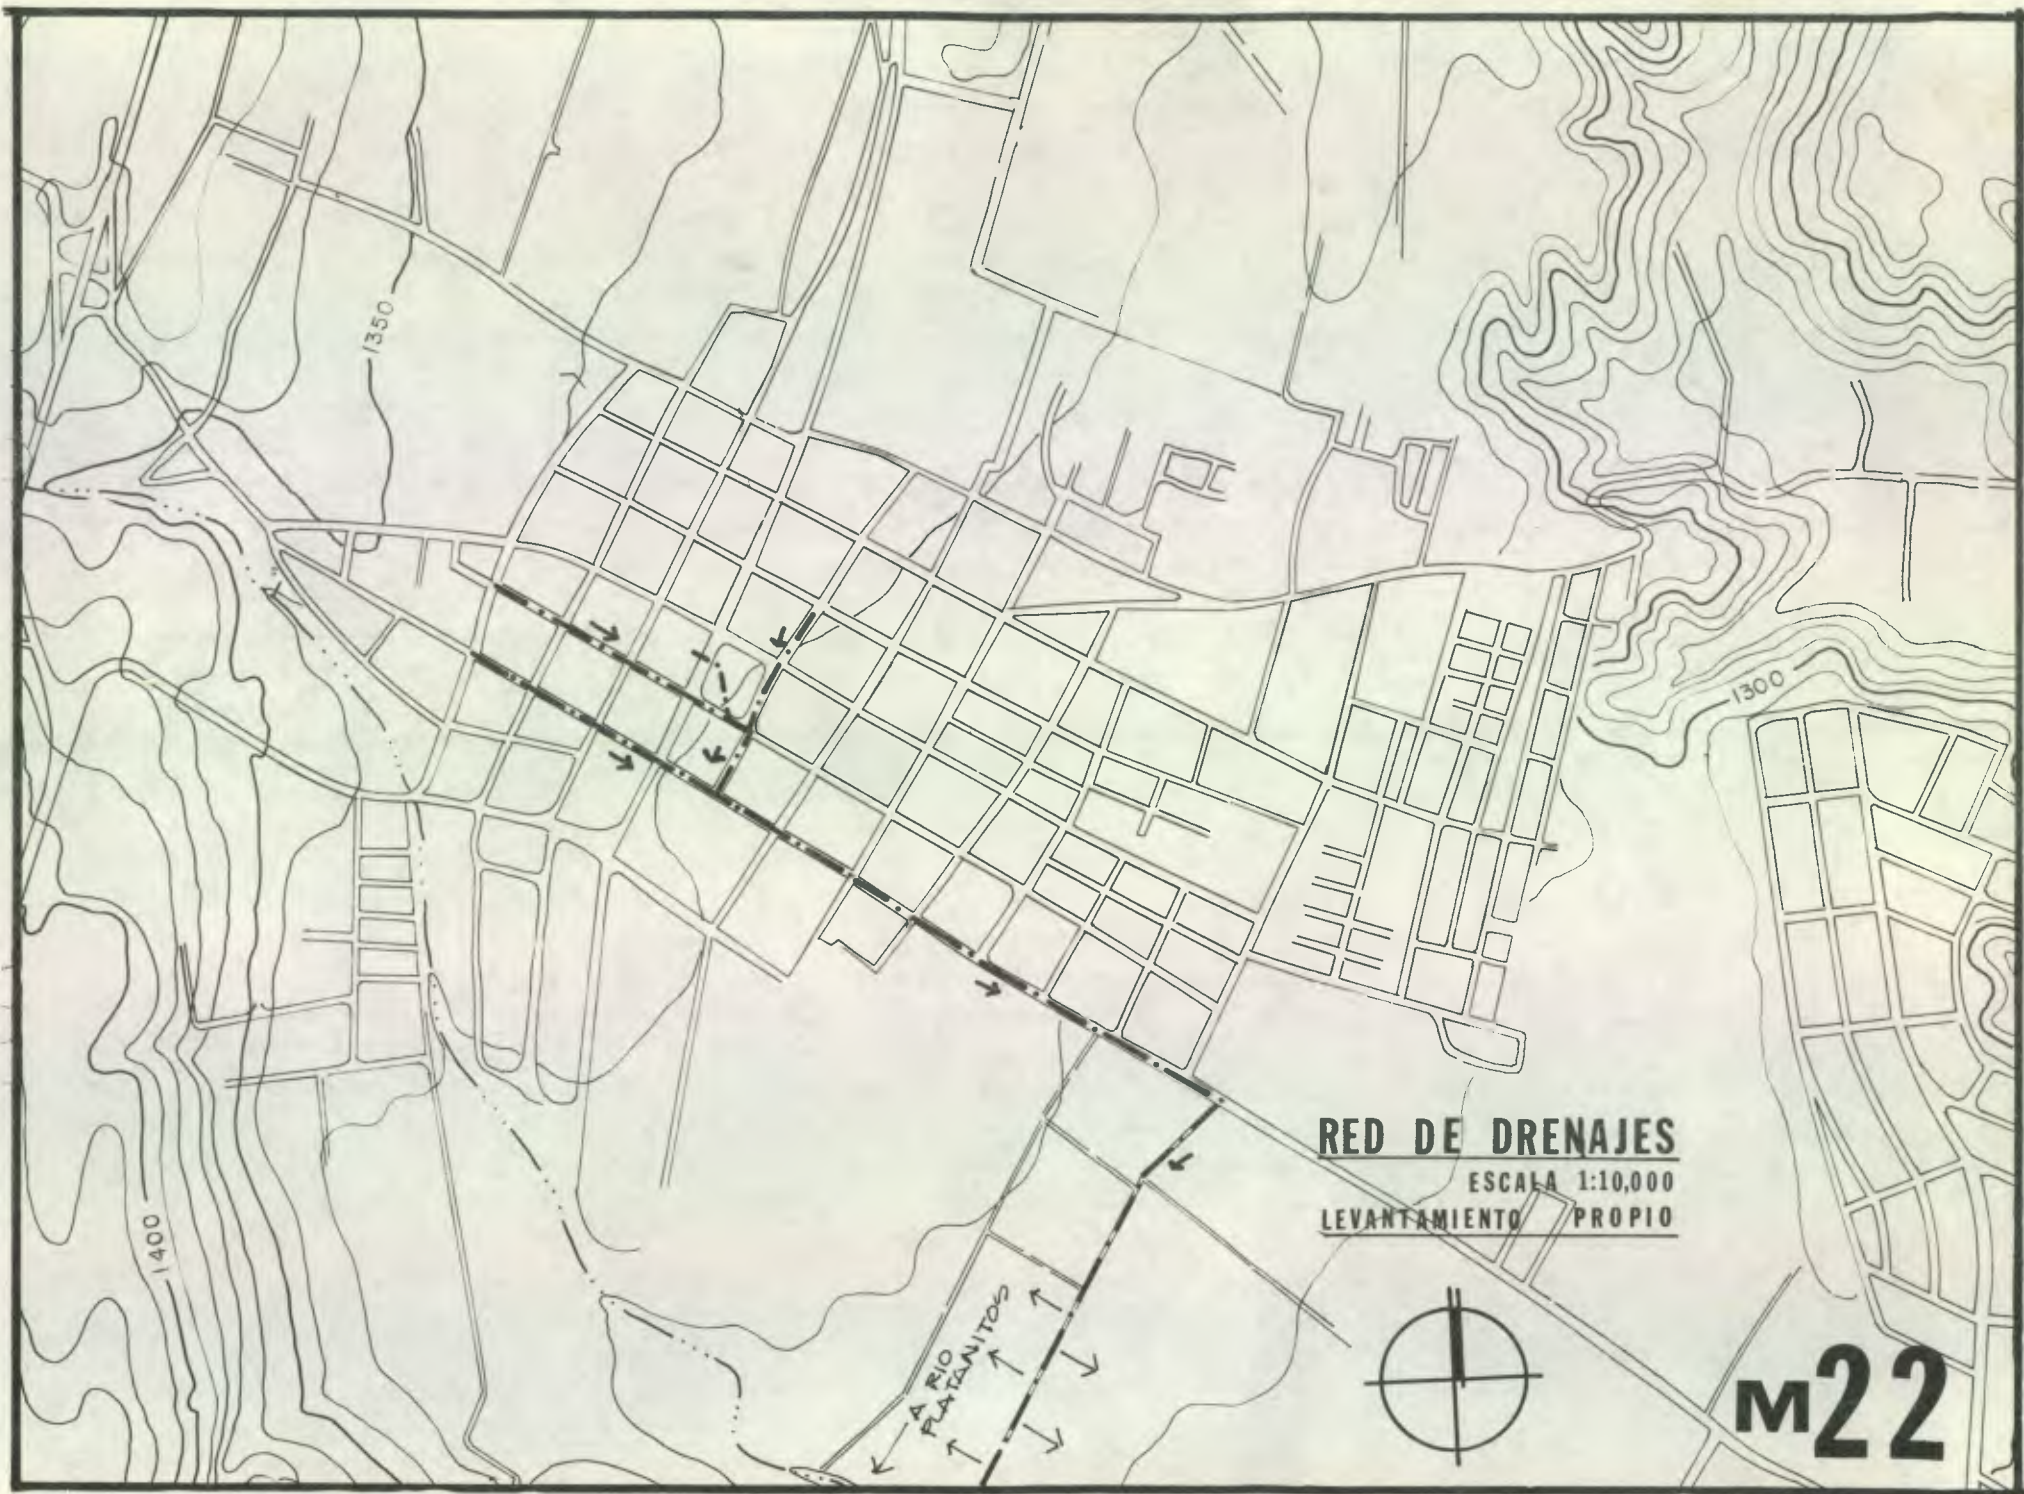 1350
1300
RED DE DRENAJES
ESCALA 1:10,000
LEVANTAMIENTO PROPIO
1400
A RIO
PLATANITOS
M22